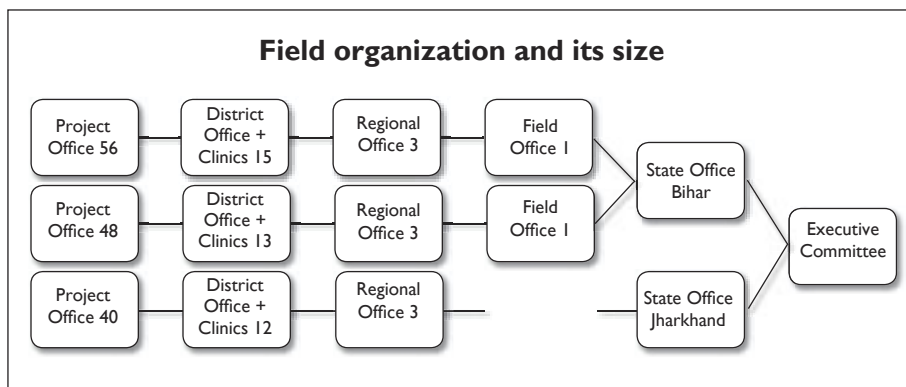 Field organization and its size
Project
Office 56
District
Office +
Clinics 15
Regional
Office 3
Field
Office 1
State Office
Bihar
Project
Office 48
District
Office +
Clinics 13
Regional
Office 3
Field
Office 1
Executive
Committee
Project
Office 40
District
Office +
Clinics 12
Regional
Office 3
State Office
Jharkhand